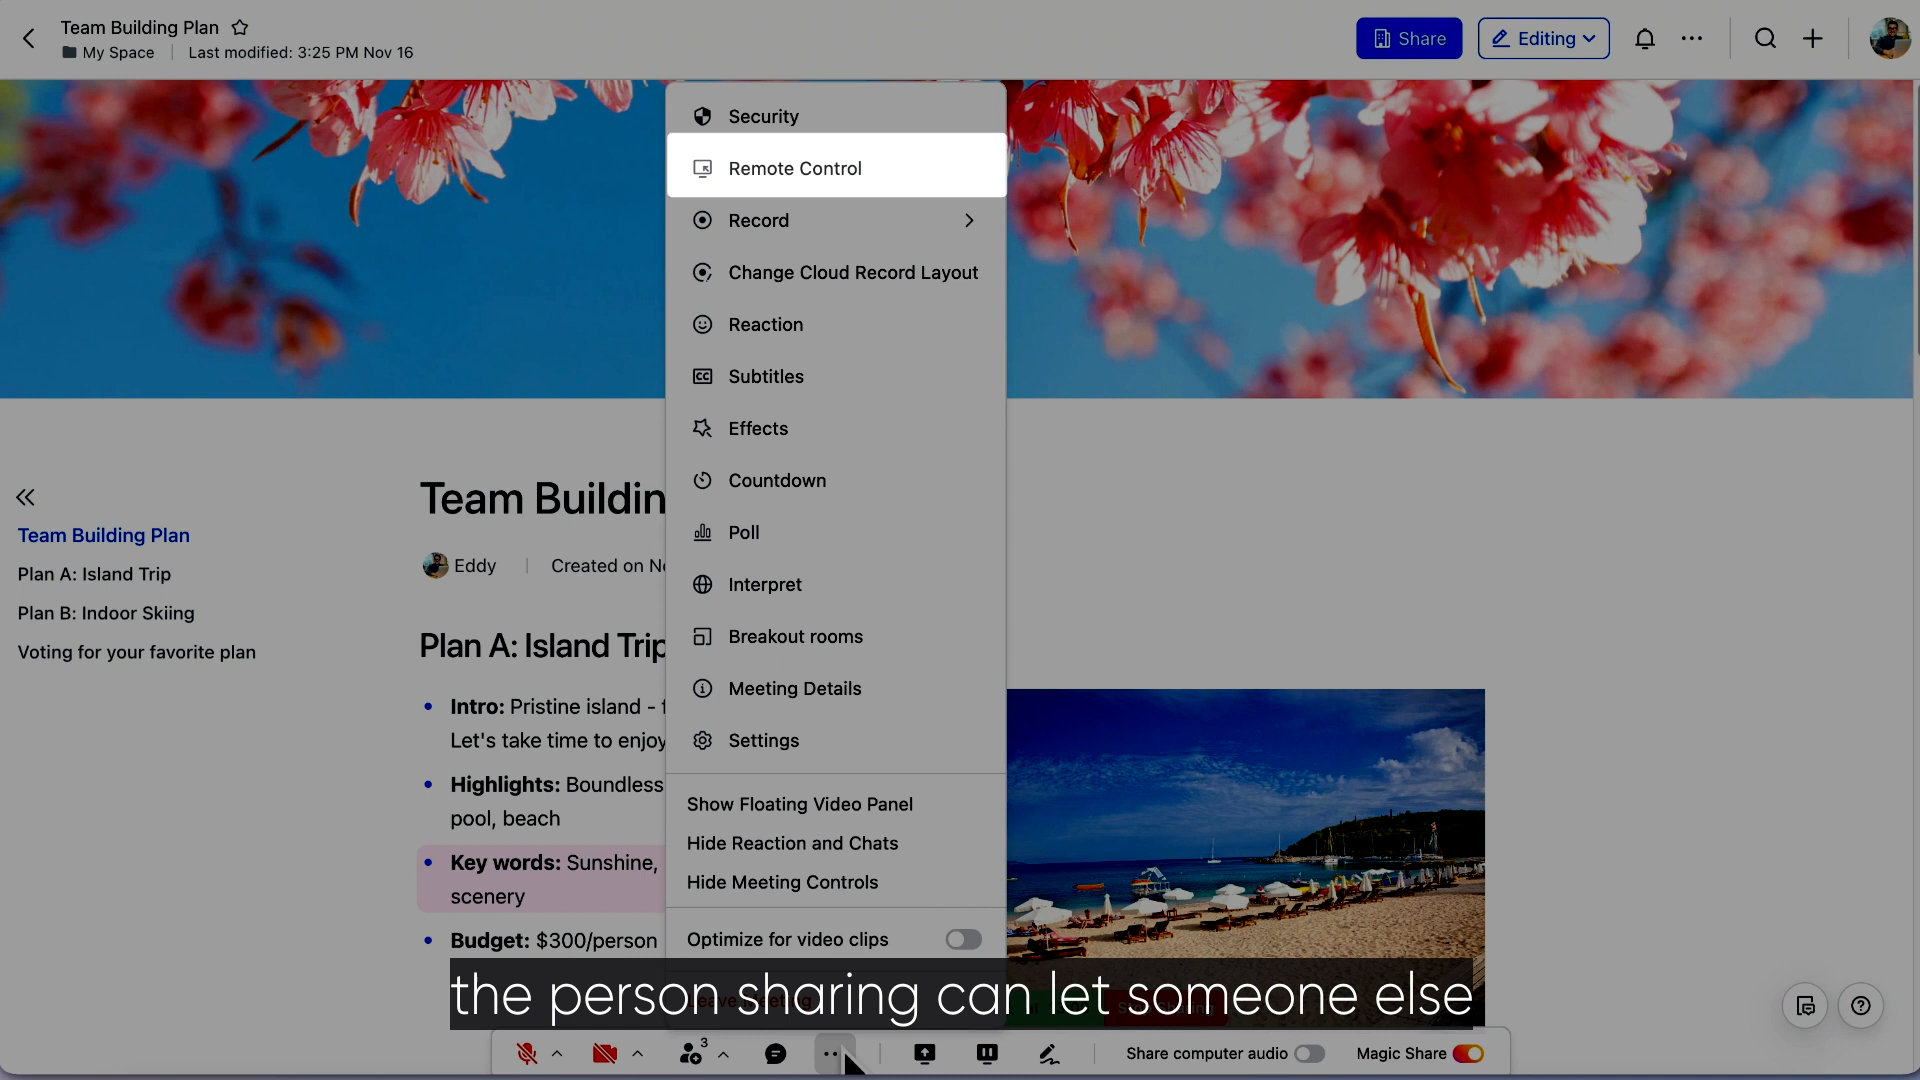 Team Building Plan
My Space
Last modified: 3:25 PM Nov 16
Share
Editing
Security
Remote Control
Record
Change Cloud Record Layout
Reaction
Subtitles
Effects
Countdown
Poll
Interpret
Breakout rooms
Meeting Details
Settings
Show Floating Video Panel
Hide Reaction and Chats
Hide Meeting Controls
Optimize for video clips
Team Building Plan
Plan A: Island Trip
Plan B: Indoor Skiing
Voting for your favorite plan
Team Buildin
Eddy
Created on
Plan A: Island Trip
Intro: Pristine island -
Let's take time to enjoy
Highlights: Boundless
pool, beach
Key words: Sunshine,
scenery
Budget: $300/person
the person sharing can let someone else
3
Share computer audio
Magic Share